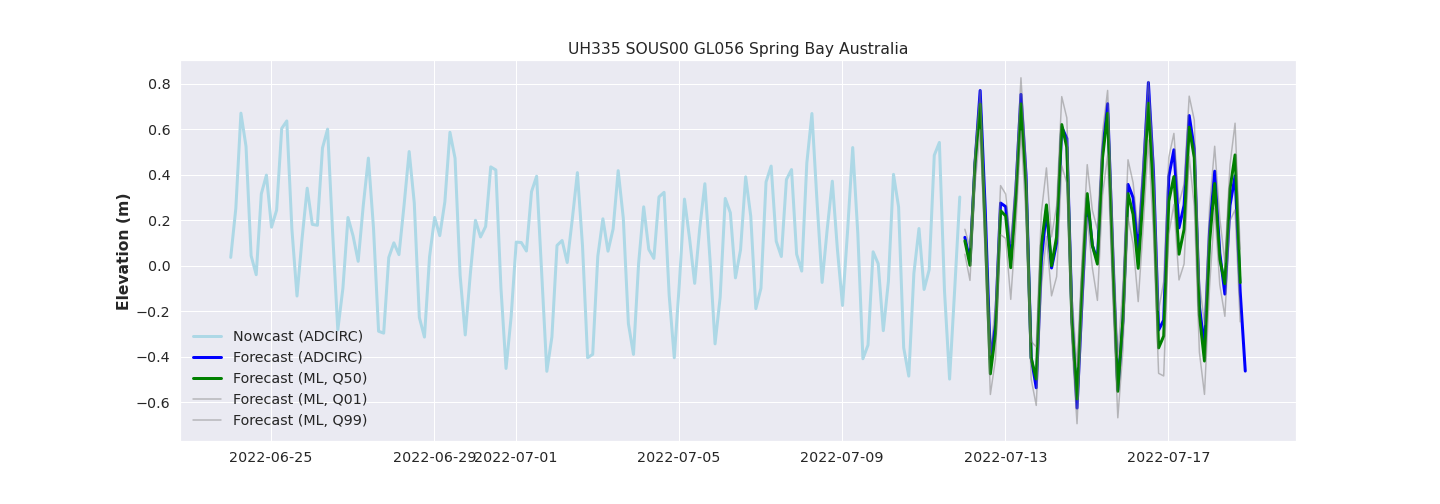 UH335 SOUS00 GL056 Spring Bay Australia
Elevation (m)
0.8
0.6
0.4
0.2
0.0
−0.2
−0.4
−0.6
Nowcast (ADCIRC)
Forecast (ADCIRC)
Forecast (ML, Q50)
Forecast (ML, Q01)
Forecast (ML, Q99)
2022-06-25 2022-06-29 2022-07-01 2022-07-05 2022-07-09 2022-07-13 2022-07-17